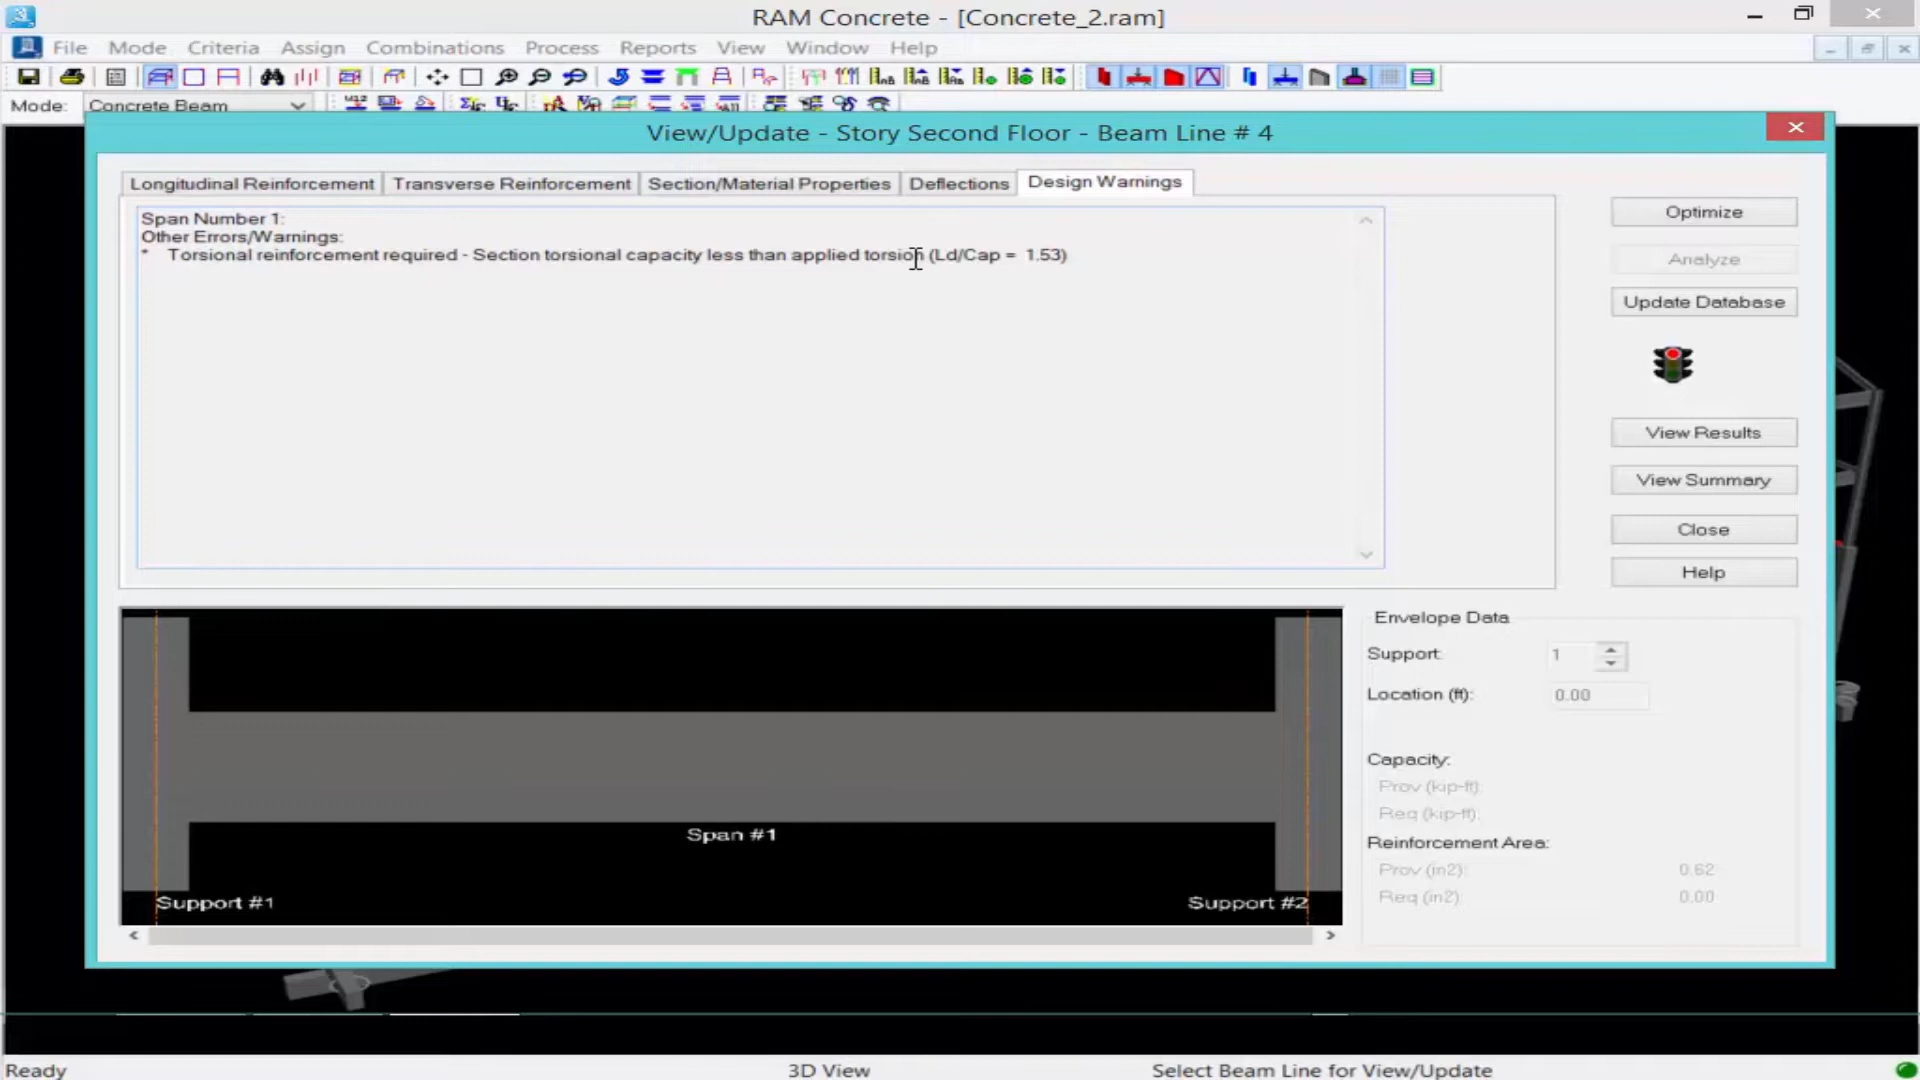 RAM Concrete - [Concrete_2.ram]
File Mode Criteria Assign Combinations Process Reports View Window Help
Mode: Concrete Beam
View/Update - Story Second Floor - Beam Line # 4
Longitudinal Reinforcement Transverse Reinforcement Section/Material Properties Deflections Design Warnings
Span Number 1:
Other Errors/Warnings:
* Torsional reinforcement required - Section torsional capacity less than applied torsion (Ld/Cap = 1.53)
Optimize
Analyze
Update Database
View Results
View Summary
Close
Help
Span #1
Support #1
Support #2
Envelope Data
Support: 1
Location (ft): 0.00
Capacity:
Prov (kip-ft):
Req (kip-ft):
Reinforcement Area:
Prov (in2): 0.62
Req (in2): 0.00
Ready 3D View Select Beam Line for View/Update